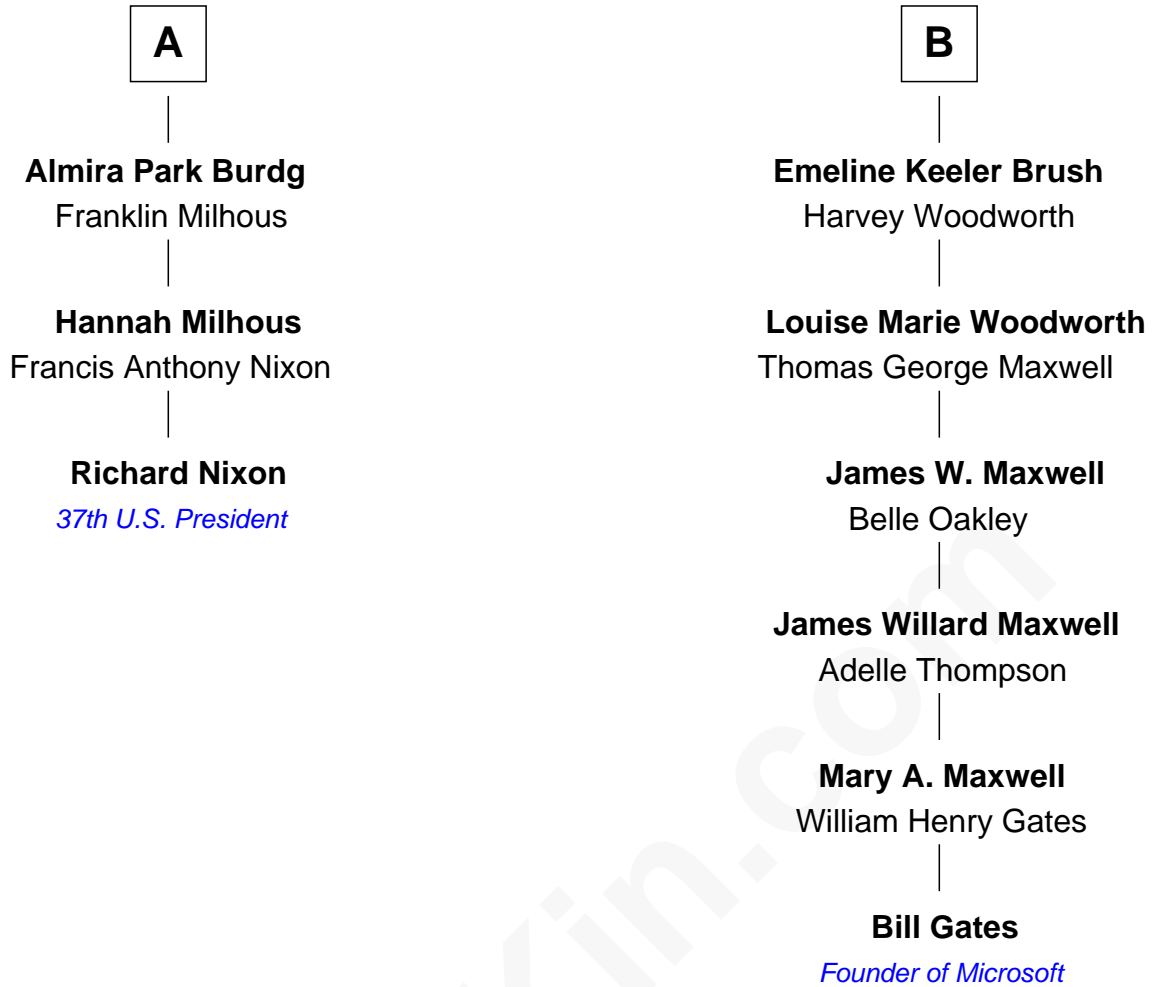 A
Almira Park Burdg
Franklin Milhous
Hannah Milhous
Francis Anthony Nixon
Richard Nixon
37th U.S. President
B
Emeline Keeler Brush
Harvey Woodworth
Louise Marie Woodworth
Thomas George Maxwell
James W. Maxwell
Belle Oakley
James Willard Maxwell
Adelle Thompson
Mary A. Maxwell
William Henry Gates
Bill Gates
Founder of Microsoft
Kin.com